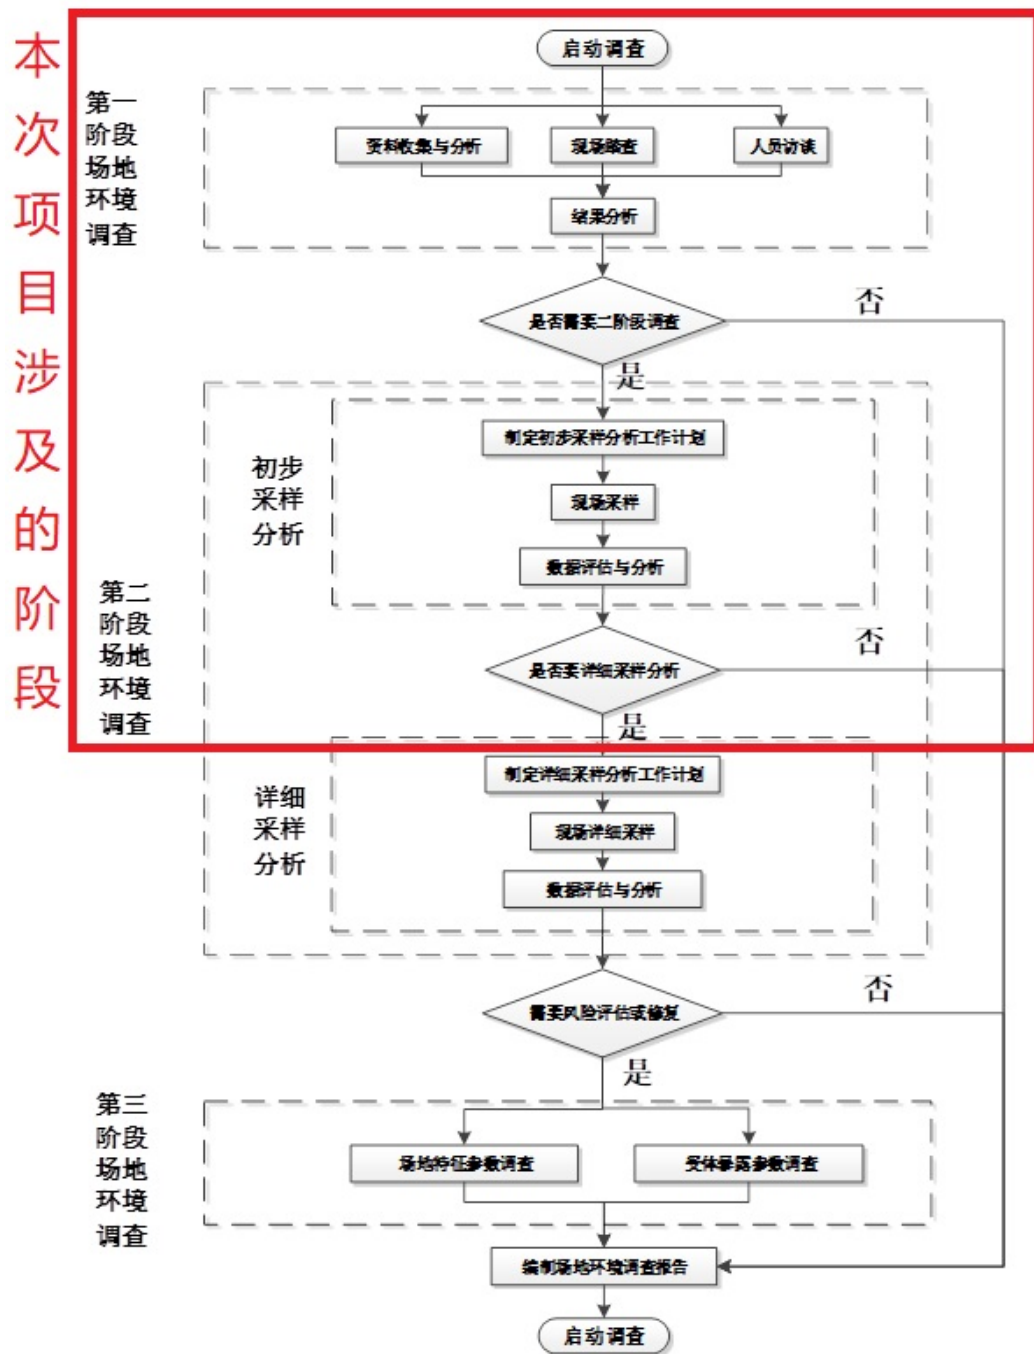 本次项目涉及的阶段
启动调查
第一
阶段
场地
环境
调查
资料收集与分析
现场踏查
人员访谈
结果分析
是否需要二阶段调查
否
是
制定初步采样分析工作计划
初步
采样
分析
现场采样
数据评估与分析
第二
阶段
场地
环境
调查
是否要详细采样分析
否
是
制定详细采样分析工作计划
详细
采样
分析
现场详细采样
数据评估与分析
需要风险评估或修复
否
是
第三
阶段
场地
环境
调查
场地特征参数调查
受体暴露参数调查
编制场地环境调查报告
启动调查